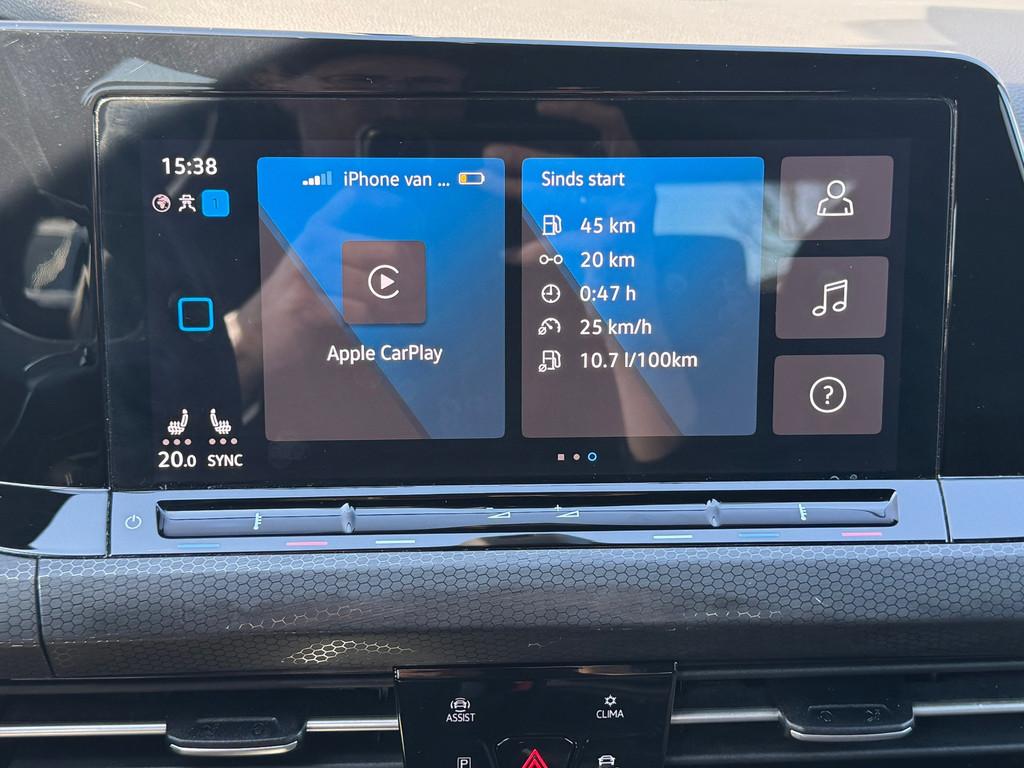 15:38
1
iPhone van ...
Apple CarPlay
Sinds start
45 km
20 km
0:47 h
25 km/h
10.7 l/100km
?
20.0 SYNC
ASSIST
CLIMA
P